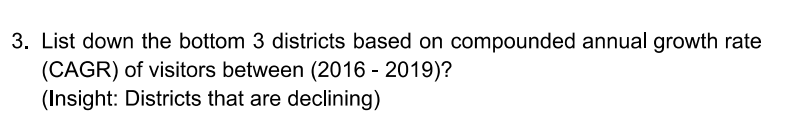 3. List down the bottom 3 districts based on compounded annual growth rate
(CAGR) of visitors between (2016 - 2019)?
(Insight: Districts that are declining)